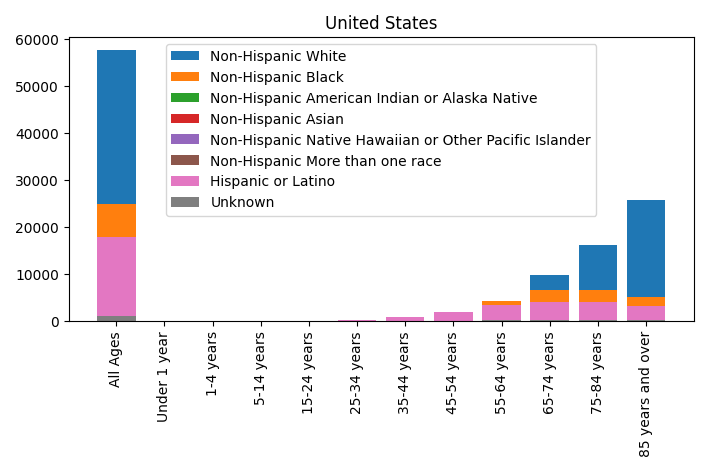 United States
60000
50000
40000
30000
20000
10000
0
Non-Hispanic White
Non-Hispanic Black
Non-Hispanic American Indian or Alaska Native
Non-Hispanic Asian
Non-Hispanic Native Hawaiian or Other Pacific Islander
Non-Hispanic More than one race
Hispanic or Latino
Unknown
All Ages
Under 1 year
1-4 years
5-14 years
15-24 years
25-34 years
35-44 years
45-54 years
55-64 years
65-74 years
75-84 years
85 years and over